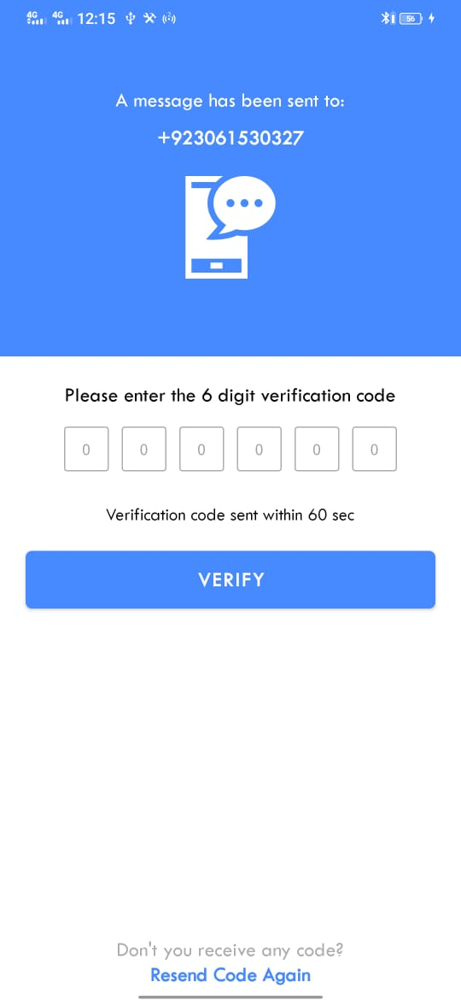 4G 4G 12:15 56
A message has been sent to:
+923061530327
Please enter the 6 digit verification code
0 0 0 0 0 0
Verification code sent within 60 sec
VERIFY
Don't you receive any code?
Resend Code Again